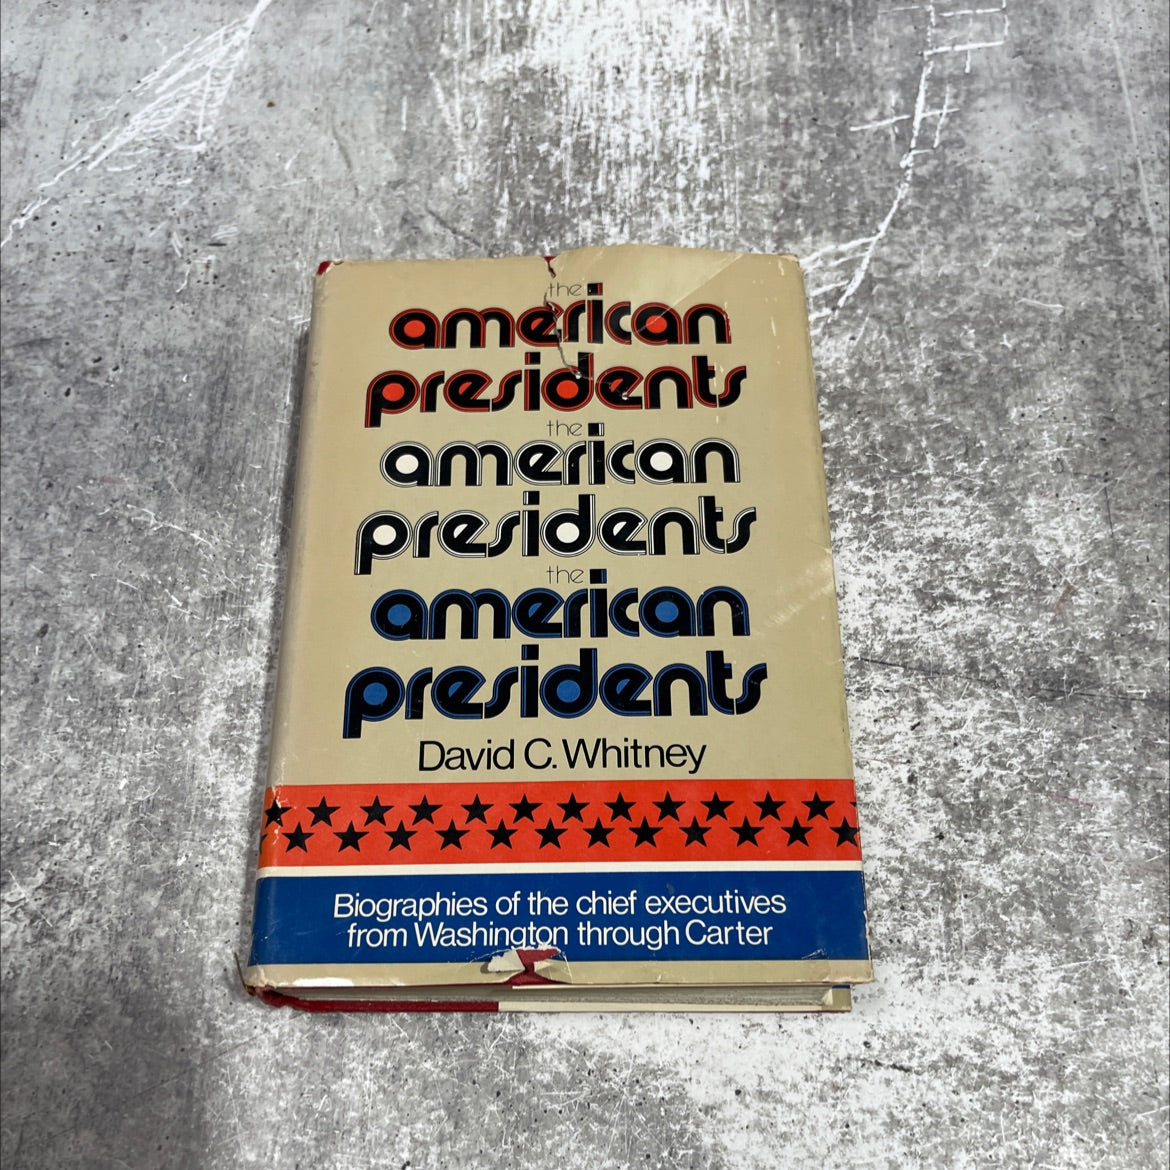 the
american
presidents
the
american
presidents
the
american
presidents
David C. Whitney
Biographies of the chief executives
from Washington through Carter